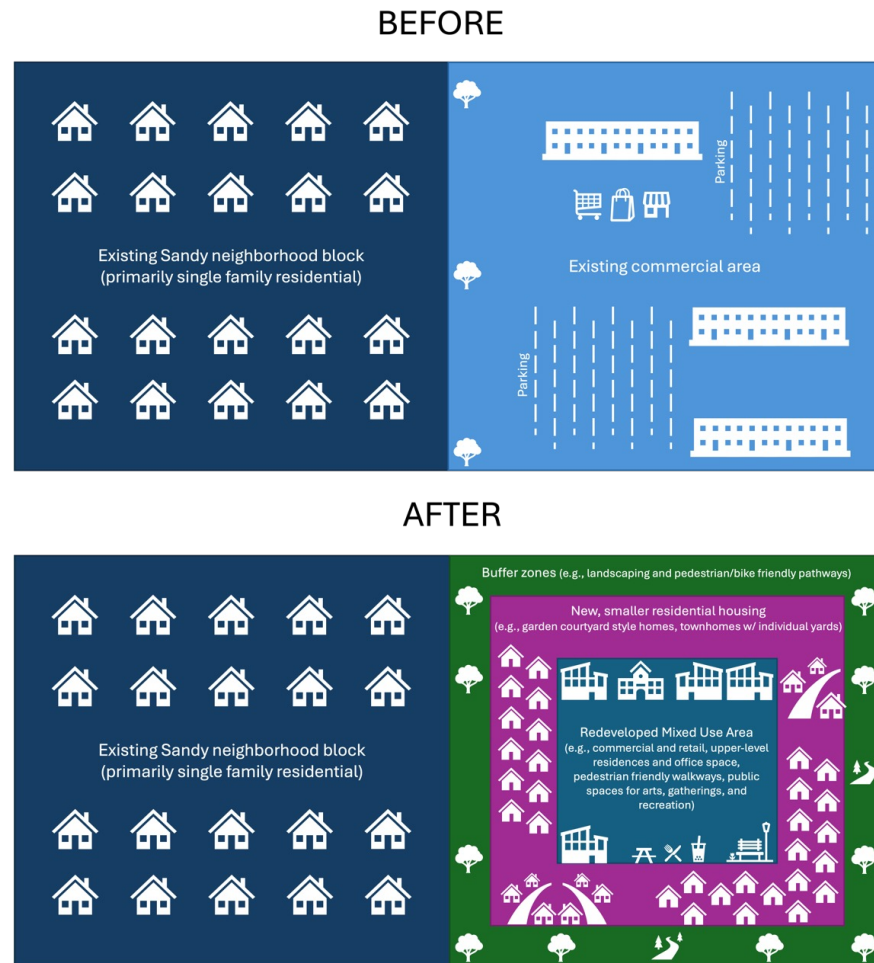 BEFORE
Existing Sandy neighborhood block
(primarily single family residential)
Parking
Existing commercial area
Parking
AFTER
Existing Sandy neighborhood block
(primarily single family residential)
Buffer zones (e.g., landscaping and pedestrian/bike friendly pathways)
New, smaller residential housing
(e.g., garden courtyard style homes, townhomes w/ individual yards)
Redeveloped Mixed Use Area
(e.g., commercial and retail, upper-level
residences and office space,
pedestrian friendly walkways, public
spaces for arts, gatherings, and
recreation)